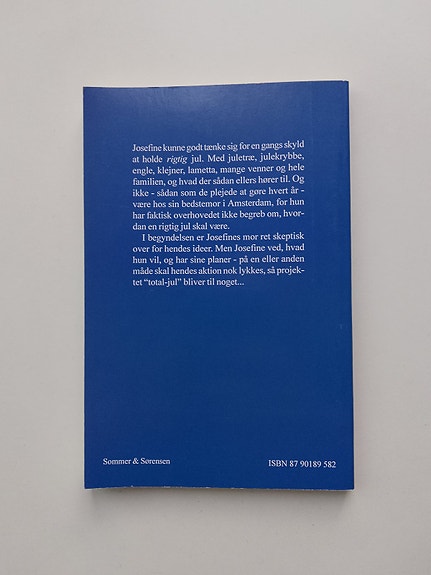 Josefine kunne godt tænke sig for en gangs skyld
at holde rigtig jul. Med juletræ, julekrybbe,
engle, klejner, lametta, mange venner og hele
familien, og hvad der sådan ellers hører til. Og
ikke - sådan som de plejede at gøre hvert år -
være hos sin bedstemor i Amsterdam, for hun
har faktisk overhovedet ikke begreb om, hvor-
dan en rigtig jul skal være.
I begyndelsen er Josefines mor ret skeptisk
over for hendes ideer. Men Josefine ved, hvad
hun vil, og har sine planer - på en eller anden
måde skal hendes aktion nok lykkes, så projek-
tet “total-jul” bliver til noget...
Sommer & Sørensen
ISBN 87 90189 582